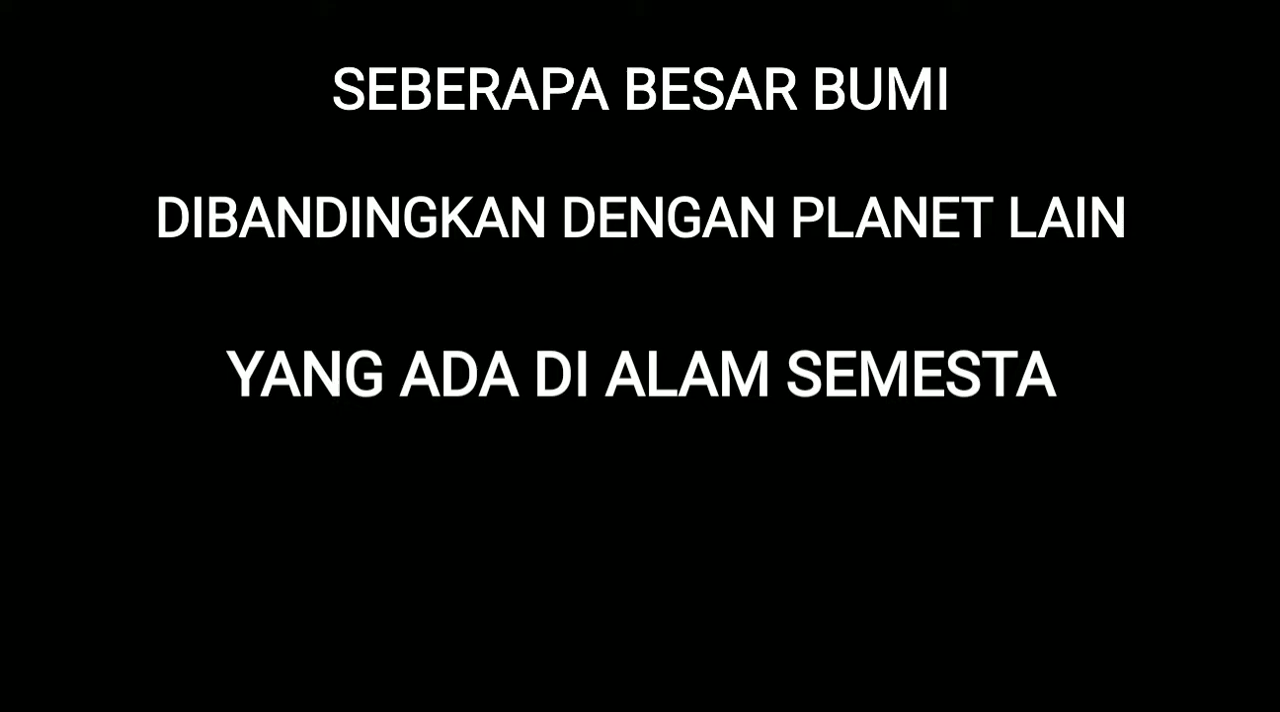 SEBERAPA BESAR BUMI
DIBANDINGKAN DENGAN PLANET LAIN
YANG ADA DI ALAM SEMESTA